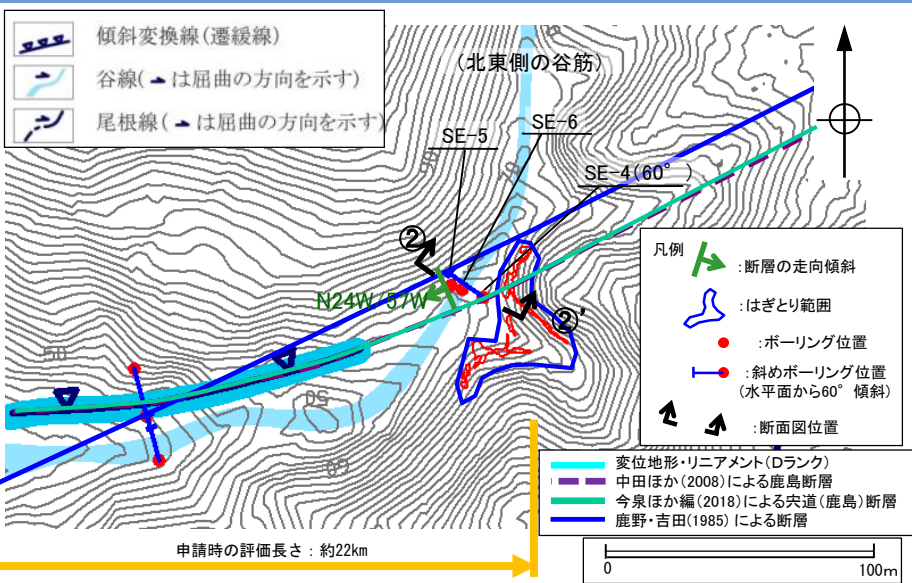 傾斜変換線(遷緩線)
谷線(は屈曲の方向を示す)
尾根線(は屈曲の方向を示す)
(北東側の谷筋)
SE-5
SE-6
SE-4(60°)
②
②'
N24W/57W
50
50
60
70
凡例
:断層の走向傾斜
:はぎとり範囲
:ボーリング位置
:斜めボーリング位置
(水平面から60°傾斜)
:断面図位置
変位地形・リニアメント(Dランク)
中田ほか(2008)による鹿島断層
今泉ほか編(2018)による宍道(鹿島)断層
鹿野・吉田(1985)による断層
申請時の評価長さ：約22km
0
100m